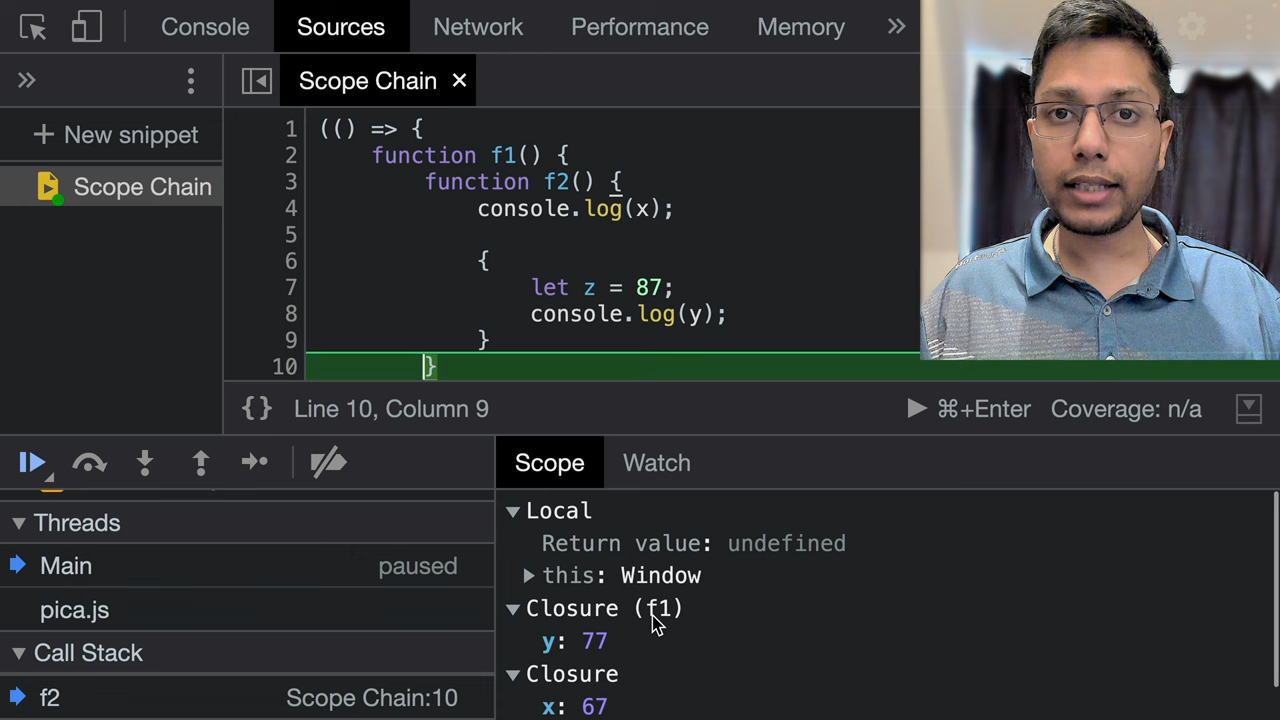 Console Sources Network Performance Memory »
» Scope Chain ×
+ New snippet
Scope Chain
1 (() => {
2 function f1() {
3 function f2() {
4 console.log(x);
5
6 {
7 let z = 87;
8 console.log(y);
9 }
10 }
{} Line 10, Column 9 ⌘+Enter Coverage: n/a
Scope Watch
Threads
Main paused
pica.js
Call Stack
f2 Scope Chain:10
Local
Return value: undefined
this: Window
Closure (f1)
y: 77
Closure
x: 67